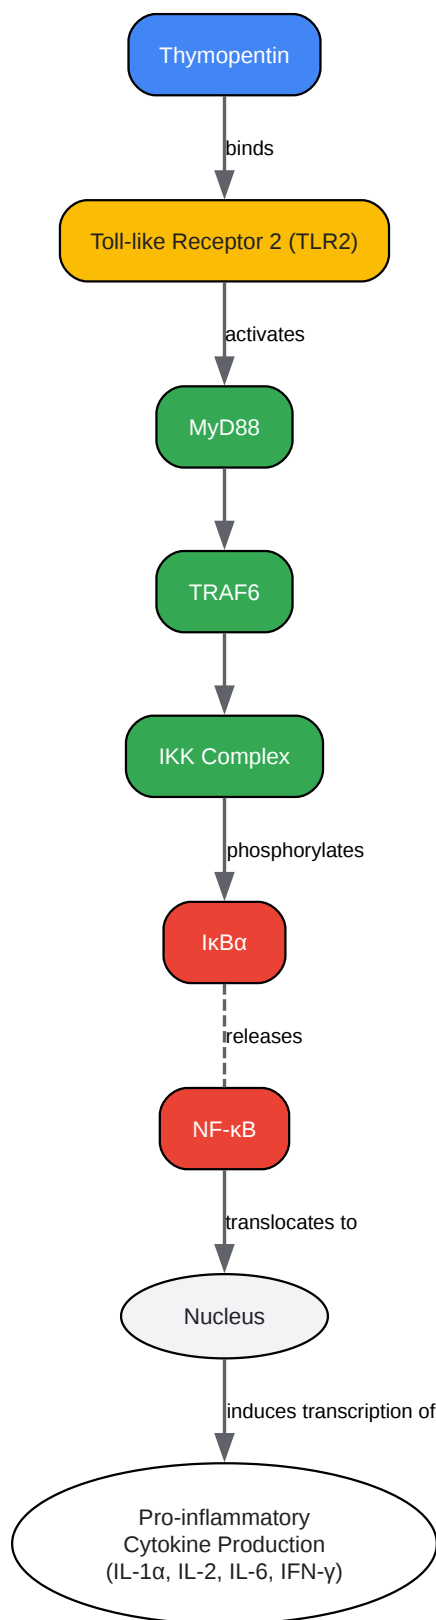 Thymopentin
binds
Toll-like Receptor 2 (TLR2)
activates
MyD88
TRAF6
IKK Complex
phosphorylates
IκBα
releases
NF-κB
translocates to
Nucleus
induces transcription of
Pro-inflammatory
Cytokine Production
(IL-1α, IL-2, IL-6, IFN-γ)